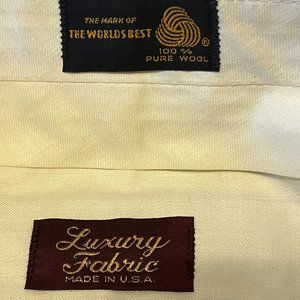 THE MARK OF
THE WORLDS BEST
®
100%
PURE WOOL
Luxury
Fabric
MADE IN U.S.A.